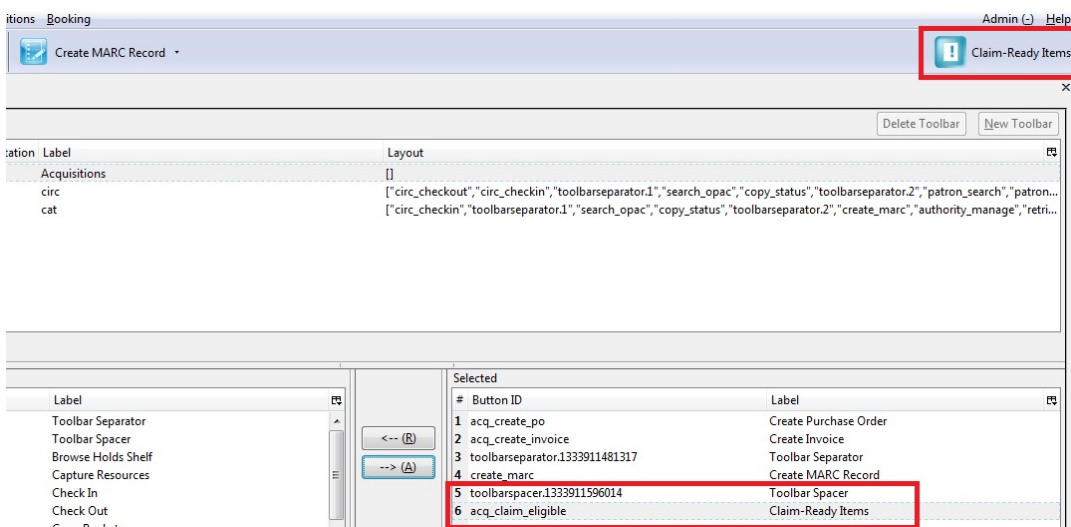 itions Booking Admin (-) Help
Create MARC Record Claim-Ready Items
Delete Toolbar New Toolbar
tation Label Layout
Acquisitions []
circ ["circ_checkout","circ_checkin","toolbarseparator.1","search_opac","copy_status","toolbarseparator.2","patron_search","patron...
cat ["circ_checkin","toolbarseparator.1","search_opac","copy_status","toolbarseparator.2","create_marc","authority_manage","retri...
Selected
Label # Button ID Label
Toolbar Separator 1 acq_create_po Create Purchase Order
Toolbar Spacer <-- (R) 2 acq_create_invoice Create Invoice
Browse Holds Shelf 3 toolbarseparator.1333911481317 Toolbar Separator
Capture Resources --> (A) 4 create_marc Create MARC Record
Check In 5 toolbarspacer.1333911596014 Toolbar Spacer
Check Out 6 acq_claim_eligible Claim-Ready Items